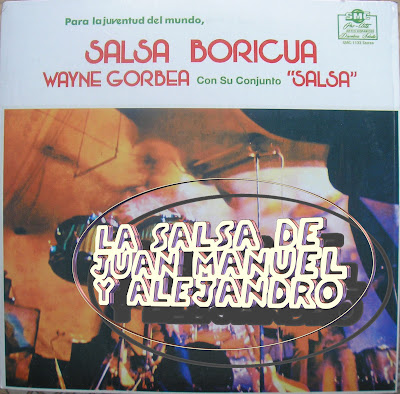 Para la juventud del mundo,
SALSA BORICUA
WAYNE GORBEA Con Su Conjunto "SALSA"
LA SALSA DE
JUAN MANUEL
Y ALEJANDRO